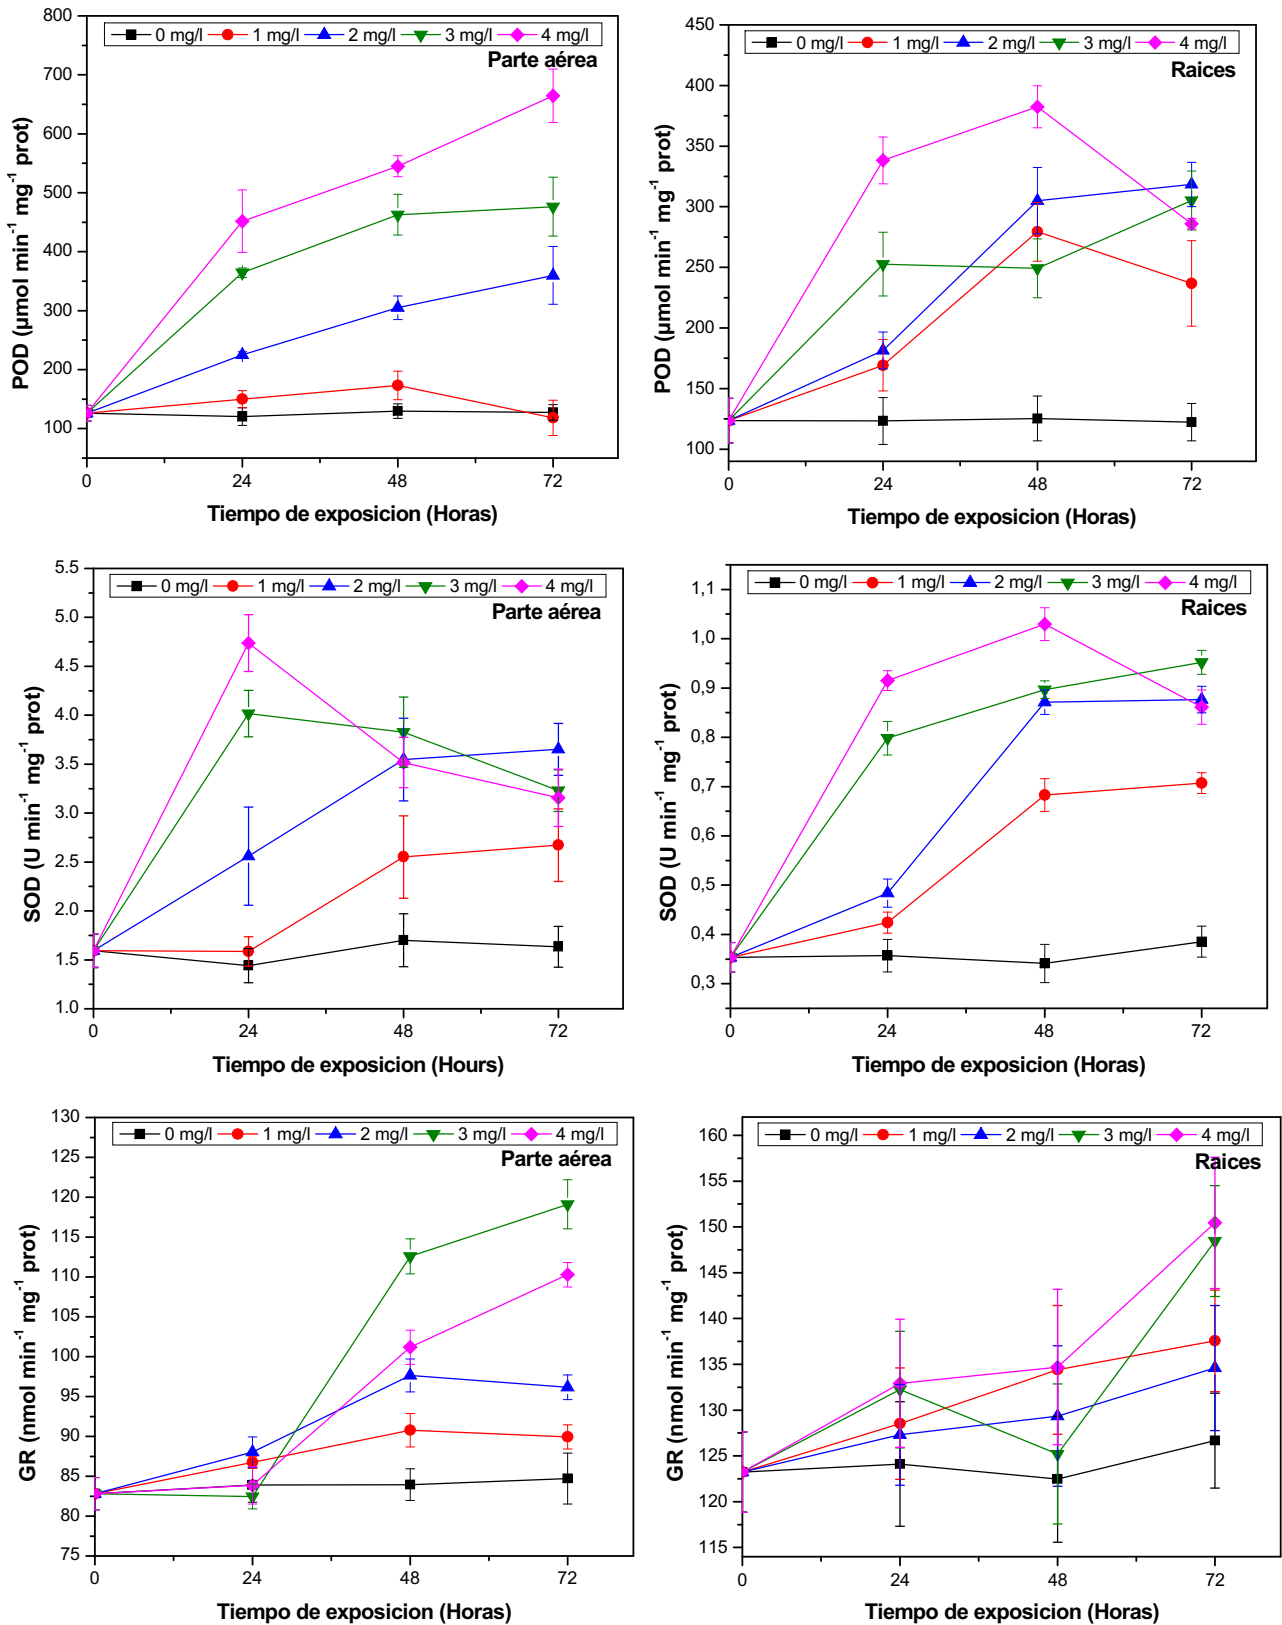 0 mg/l 1 mg/l 2 mg/l 3 mg/l 4 mg/l
Parte aérea
POD (µmol min⁻¹ mg⁻¹ prot)
800
700
600
500
400
300
200
100
0 24 48 72
Tiempo de exposicion (Horas)
0 mg/l 1 mg/l 2 mg/l 3 mg/l 4 mg/l
Raices
POD (µmol min⁻¹ mg⁻¹ prot)
450
400
350
300
250
200
150
100
0 24 48 72
Tiempo de exposicion (Horas)
0 mg/l 1 mg/l 2 mg/l 3 mg/l 4 mg/l
Parte aérea
SOD (U min⁻¹ mg⁻¹ prot)
5.5
5.0
4.5
4.0
3.5
3.0
2.5
2.0
1.5
1.0
0 24 48 72
Tiempo de exposicion (Hours)
0 mg/l 1 mg/l 2 mg/l 3 mg/l 4 mg/l
Raices
SOD (U min⁻¹ mg⁻¹ prot)
1,1
1,0
0,9
0,8
0,7
0,6
0,5
0,4
0,3
0 24 48 72
Tiempo de exposicion (Horas)
0 mg/l 1 mg/l 2 mg/l 3 mg/l 4 mg/l
Parte aérea
GR (nmol min⁻¹ mg⁻¹ prot)
130
125
120
115
110
105
100
95
90
85
80
75
0 24 48 72
Tiempo de exposicion (Horas)
0 mg/l 1 mg/l 2 mg/l 3 mg/l 4 mg/l
Raices
GR (nmol min⁻¹ mg⁻¹ prot)
160
155
150
145
140
135
130
125
120
115
0 24 48 72
Tiempo de exposicion (Horas)